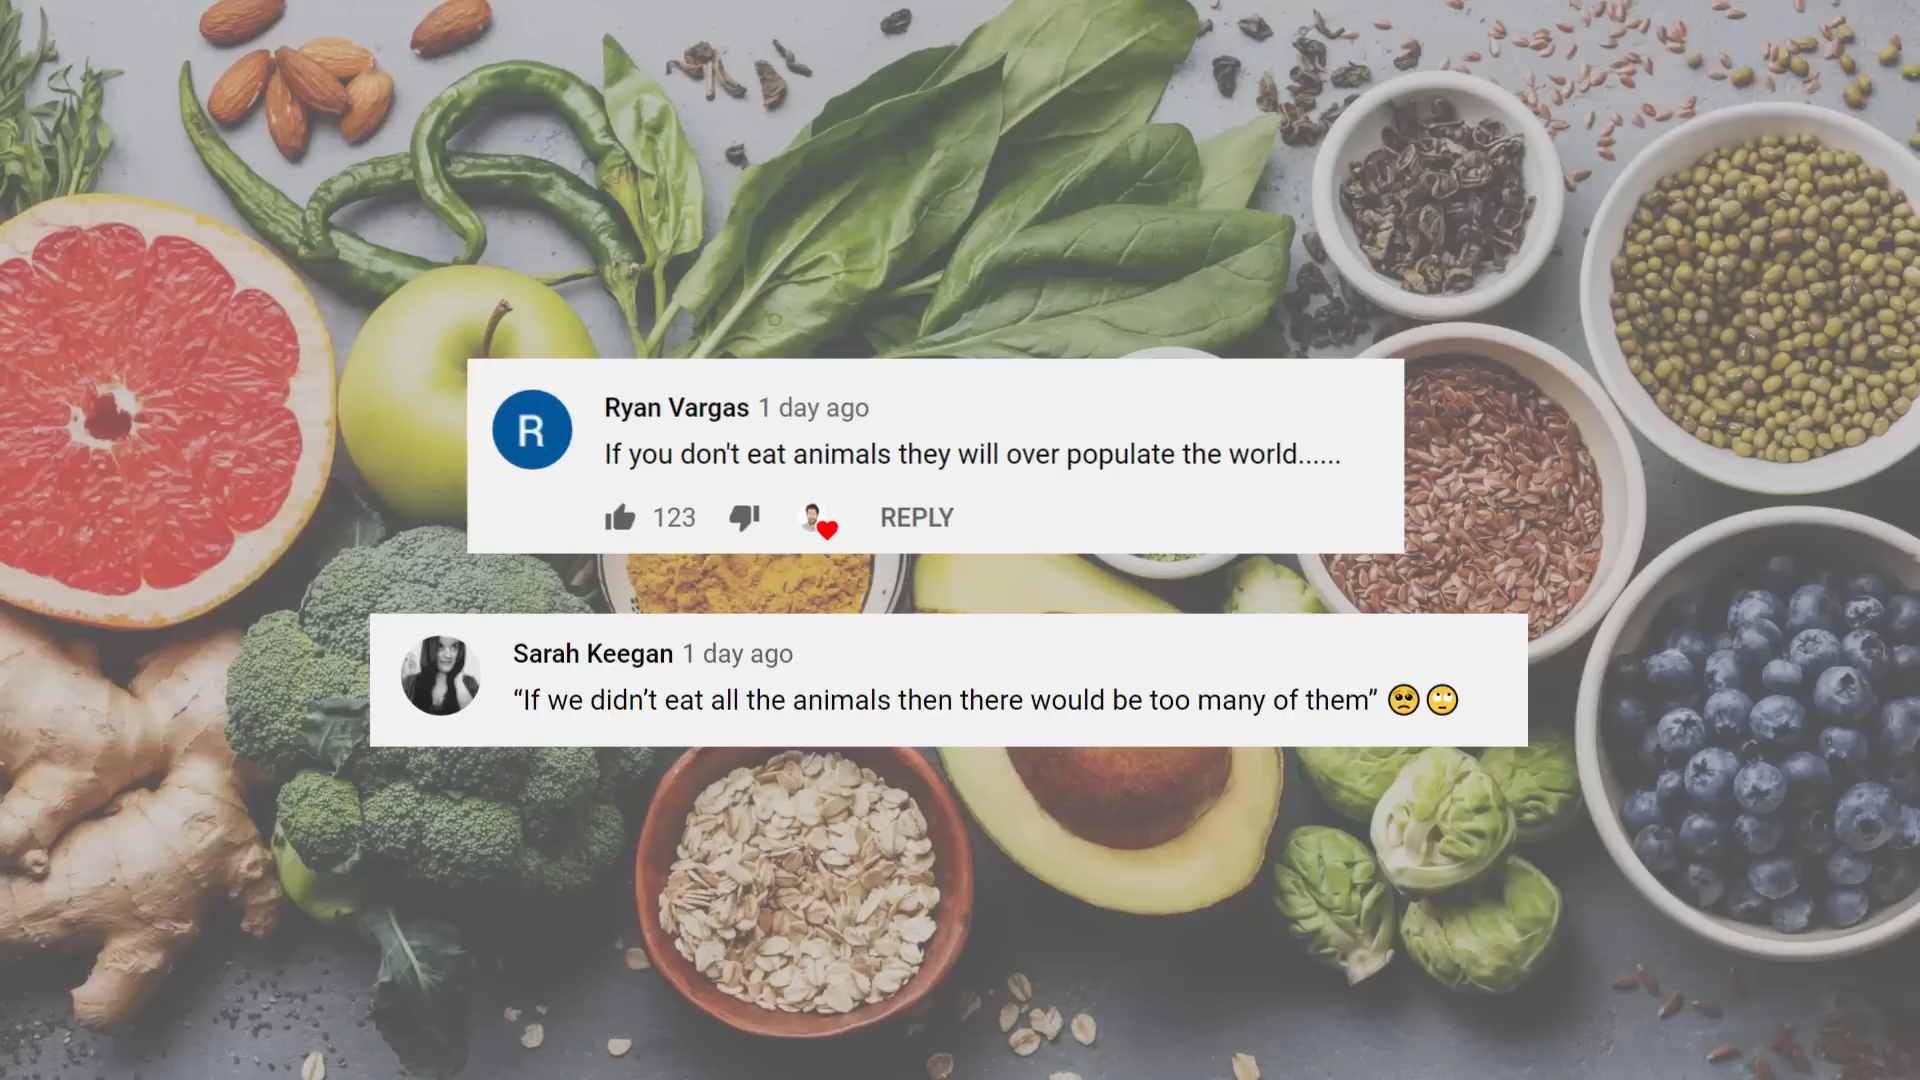 R
Ryan Vargas 1 day ago
If you don't eat animals they will over populate the world......
123 REPLY
Sarah Keegan 1 day ago
“If we didn’t eat all the animals then there would be too many of them” 🥺🙄